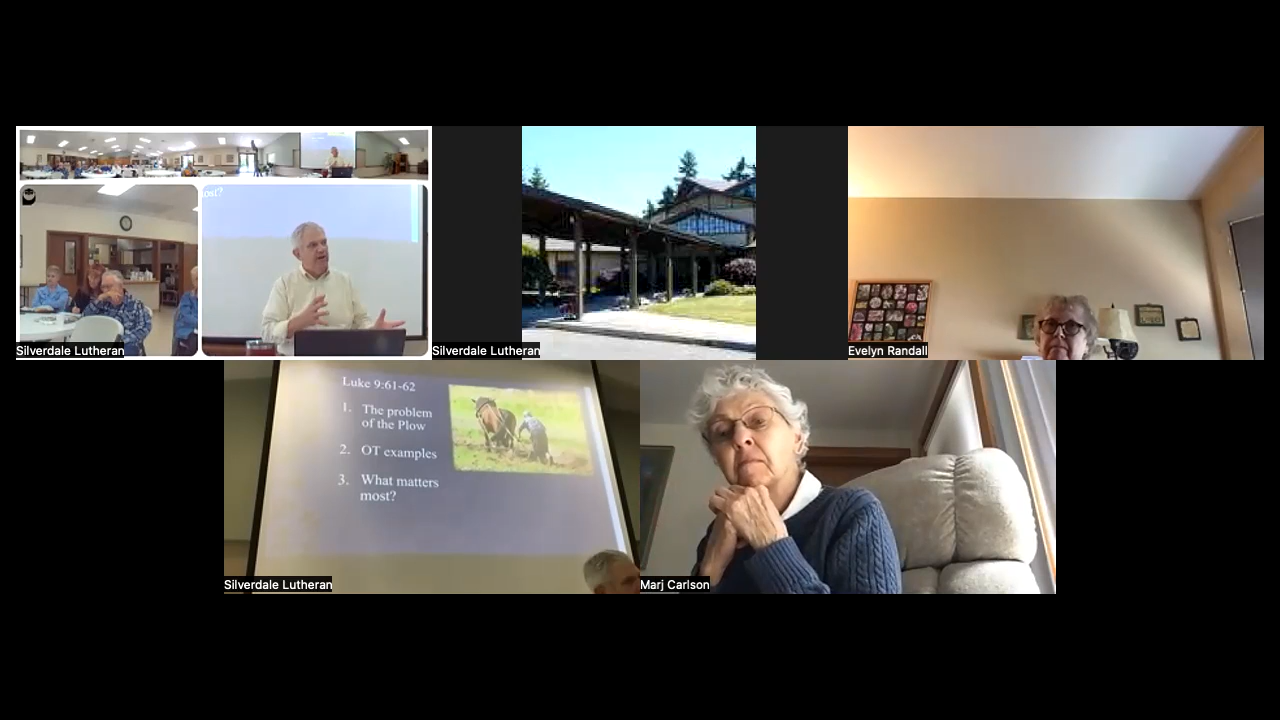 ost?
Silverdale Lutheran
Silverdale Lutheran
Evelyn Randall
Luke 9:61-62
1. The problem
of the Plow
2. OT examples
3. What matters
most?
Silverdale Lutheran
Marj Carlson